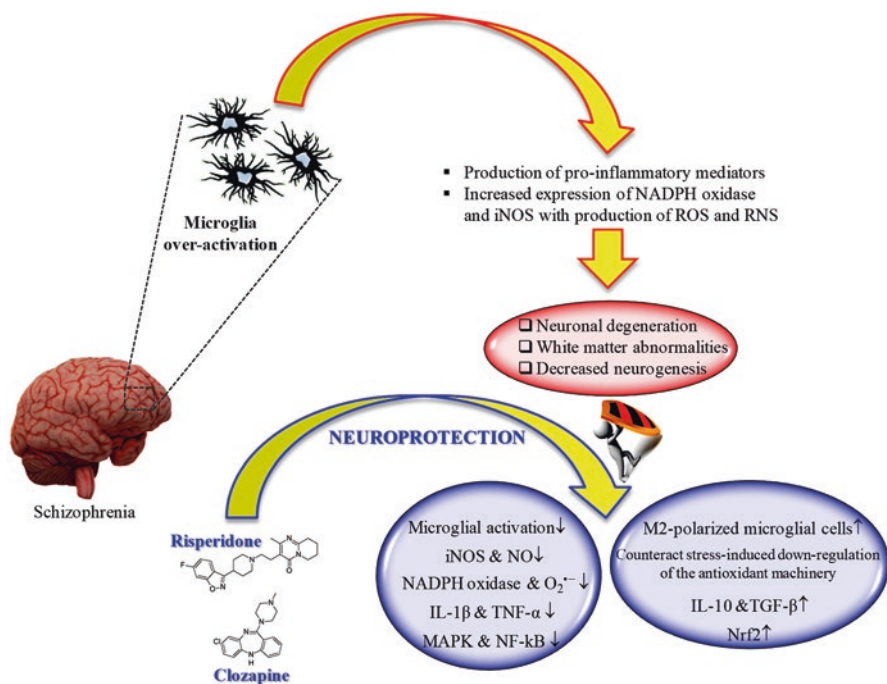 Microglia
over-activation
▪ Production of pro-inflammatory mediators
▪ Increased expression of NADPH oxidase
and iNOS with production of ROS and RNS
❑ Neuronal degeneration
❑ White matter abnormalities
❑ Decreased neurogenesis
Schizophrenia
NEUROPROTECTION
Risperidone
F
O
N
N
CH₃
N
N
O
CH₃
N
N
N
Cl
N
H
Clozapine
Microglial activation↓
iNOS & NO↓
NADPH oxidase & O₂•− ↓
IL-1β & TNF-α ↓
MAPK & NF-kB ↓
M2-polarized microglial cells↑
Counteract stress-induced down-regulation
of the antioxidant machinery
IL-10 &TGF-β↑
Nrf2↑